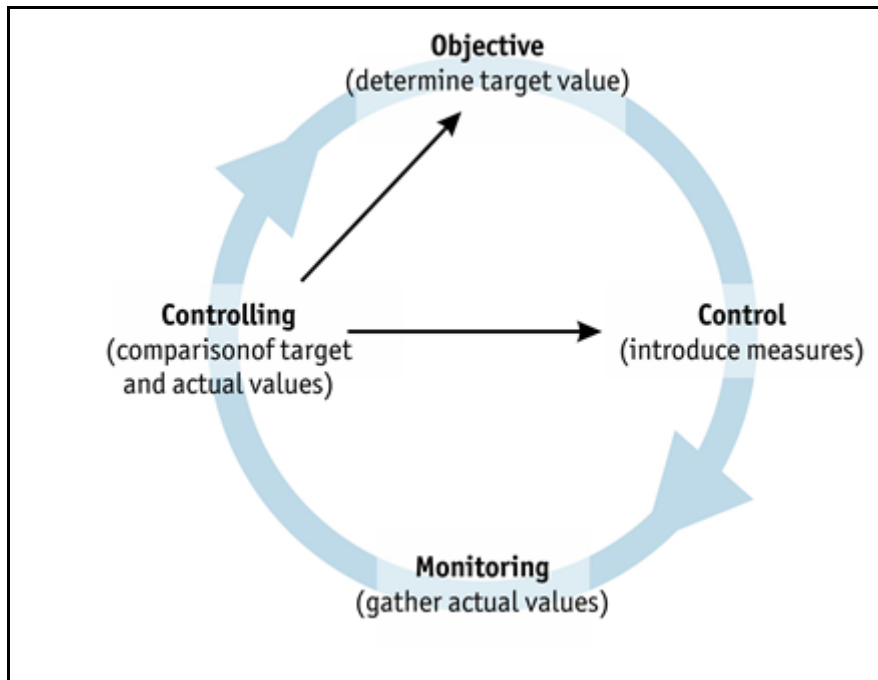 Objective
(determine target value)
Controlling
(comparisonof target
and actual values)
Control
(introduce measures)
Monitoring
(gather actual values)